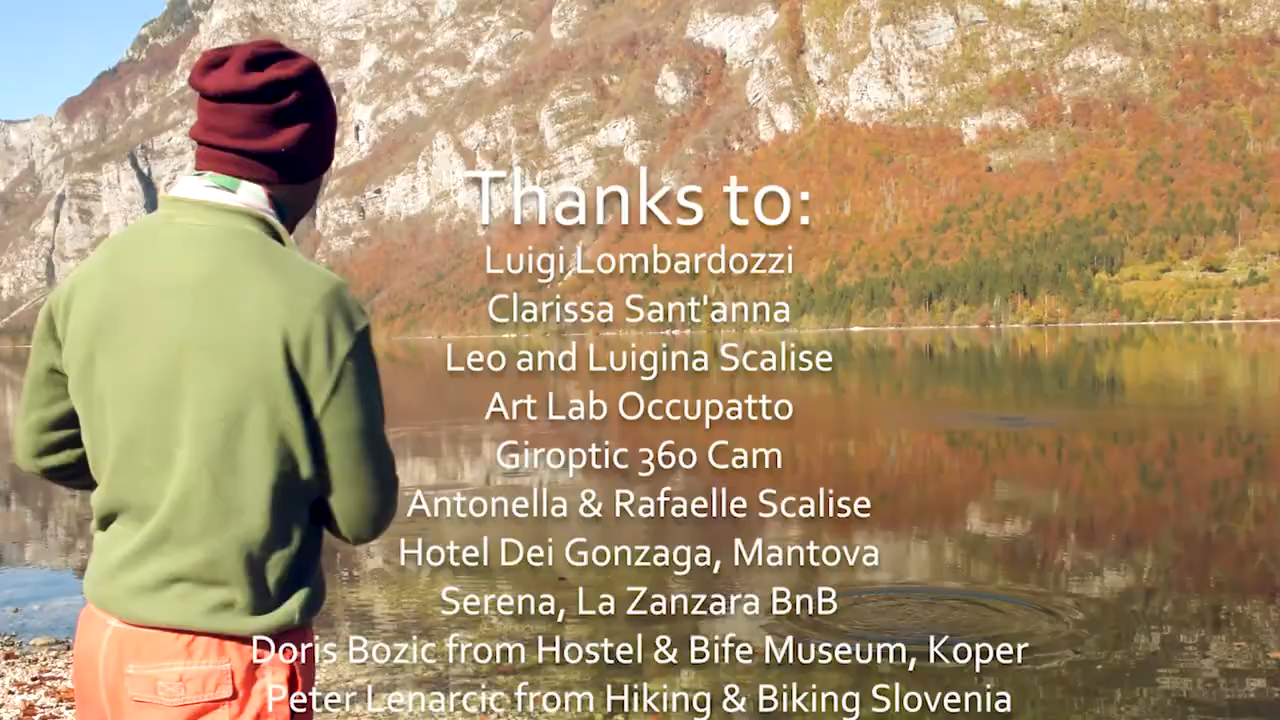 Thanks to:
Luigi Lombardozzi
Clarissa Sant'anna
Leo and Luigina Scalise
Art Lab Occupatto
Giroptic 360 Cam
Antonella & Rafaelle Scalise
Hotel Dei Gonzaga, Mantova
Serena, La Zanzara BnB
Doris Bozic from Hostel & Bife Museum, Koper
Peter Lenarcic from Hiking & Biking Slovenia